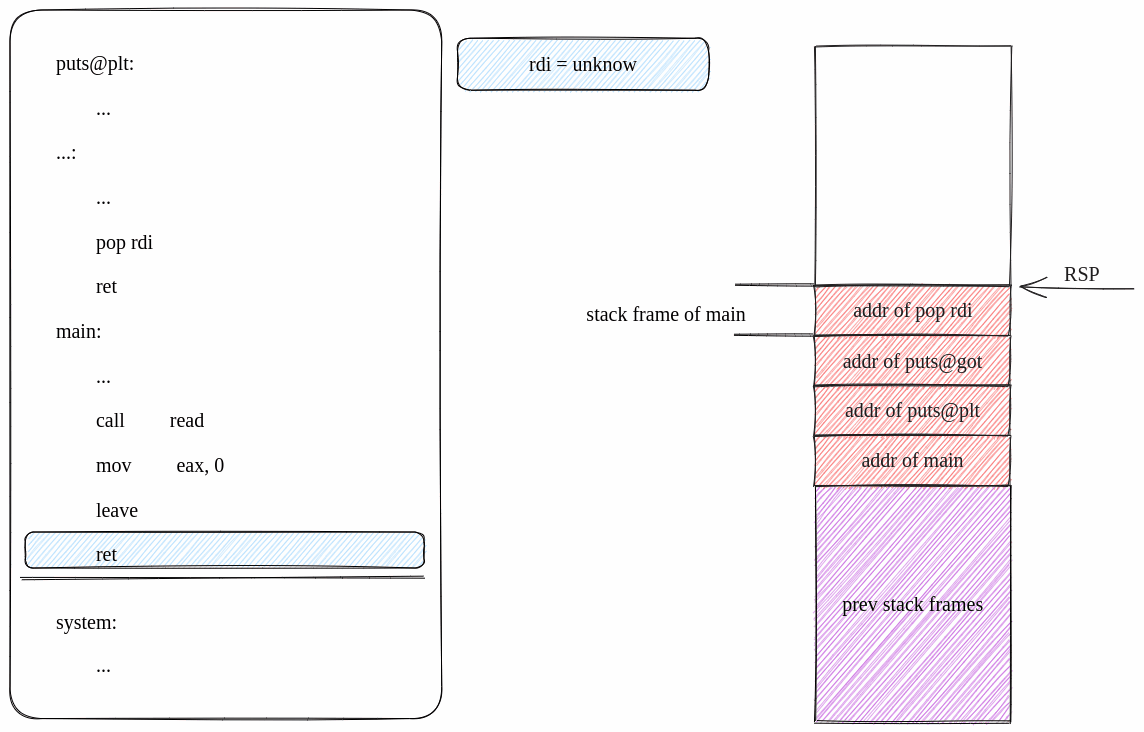 puts@plt:
...
...:
...
pop rdi
ret
main:
...
call read
mov eax, 0
leave
ret
system:
...
rdi = unknow
stack frame of main
RSP
addr of pop rdi
addr of puts@got
addr of puts@plt
addr of main
prev stack frames